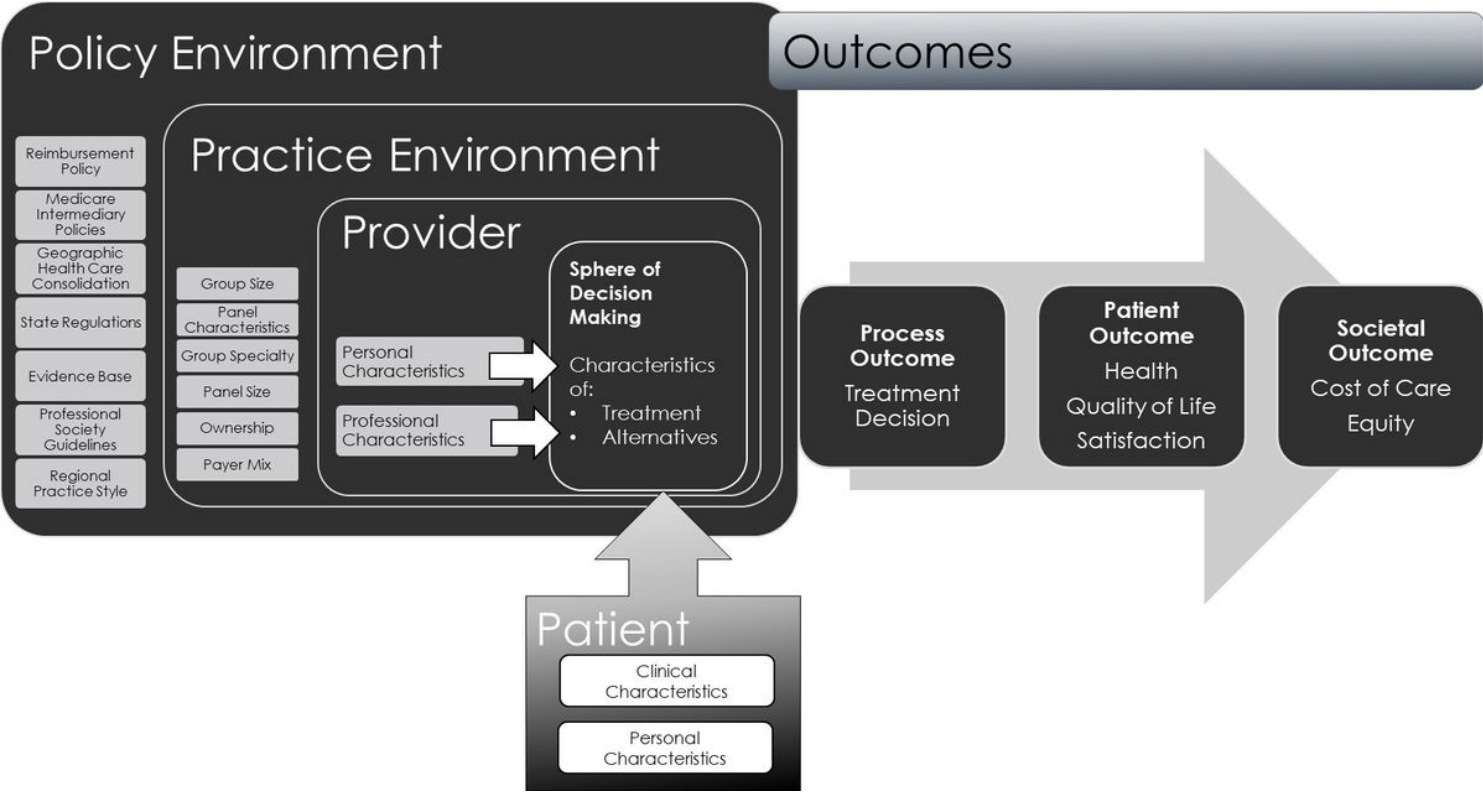 Policy Environment
Outcomes
Reimbursement
Policy
Medicare
Intermediary
Policies
Geographic
Health Care
Consolidation
State Regulations
Evidence Base
Professional
Society
Guidelines
Regional
Practice Style
Practice Environment
Group Size
Panel
Characteristics
Group Specialty
Panel Size
Ownership
Payer Mix
Provider
Personal
Characteristics
Professional
Characteristics
Sphere of
Decision
Making
Characteristics
of:
• Treatment
• Alternatives
Process
Outcome
Treatment
Decision
Patient
Outcome
Health
Quality of Life
Satisfaction
Societal
Outcome
Cost of Care
Equity
Patient
Clinical
Characteristics
Personal
Characteristics